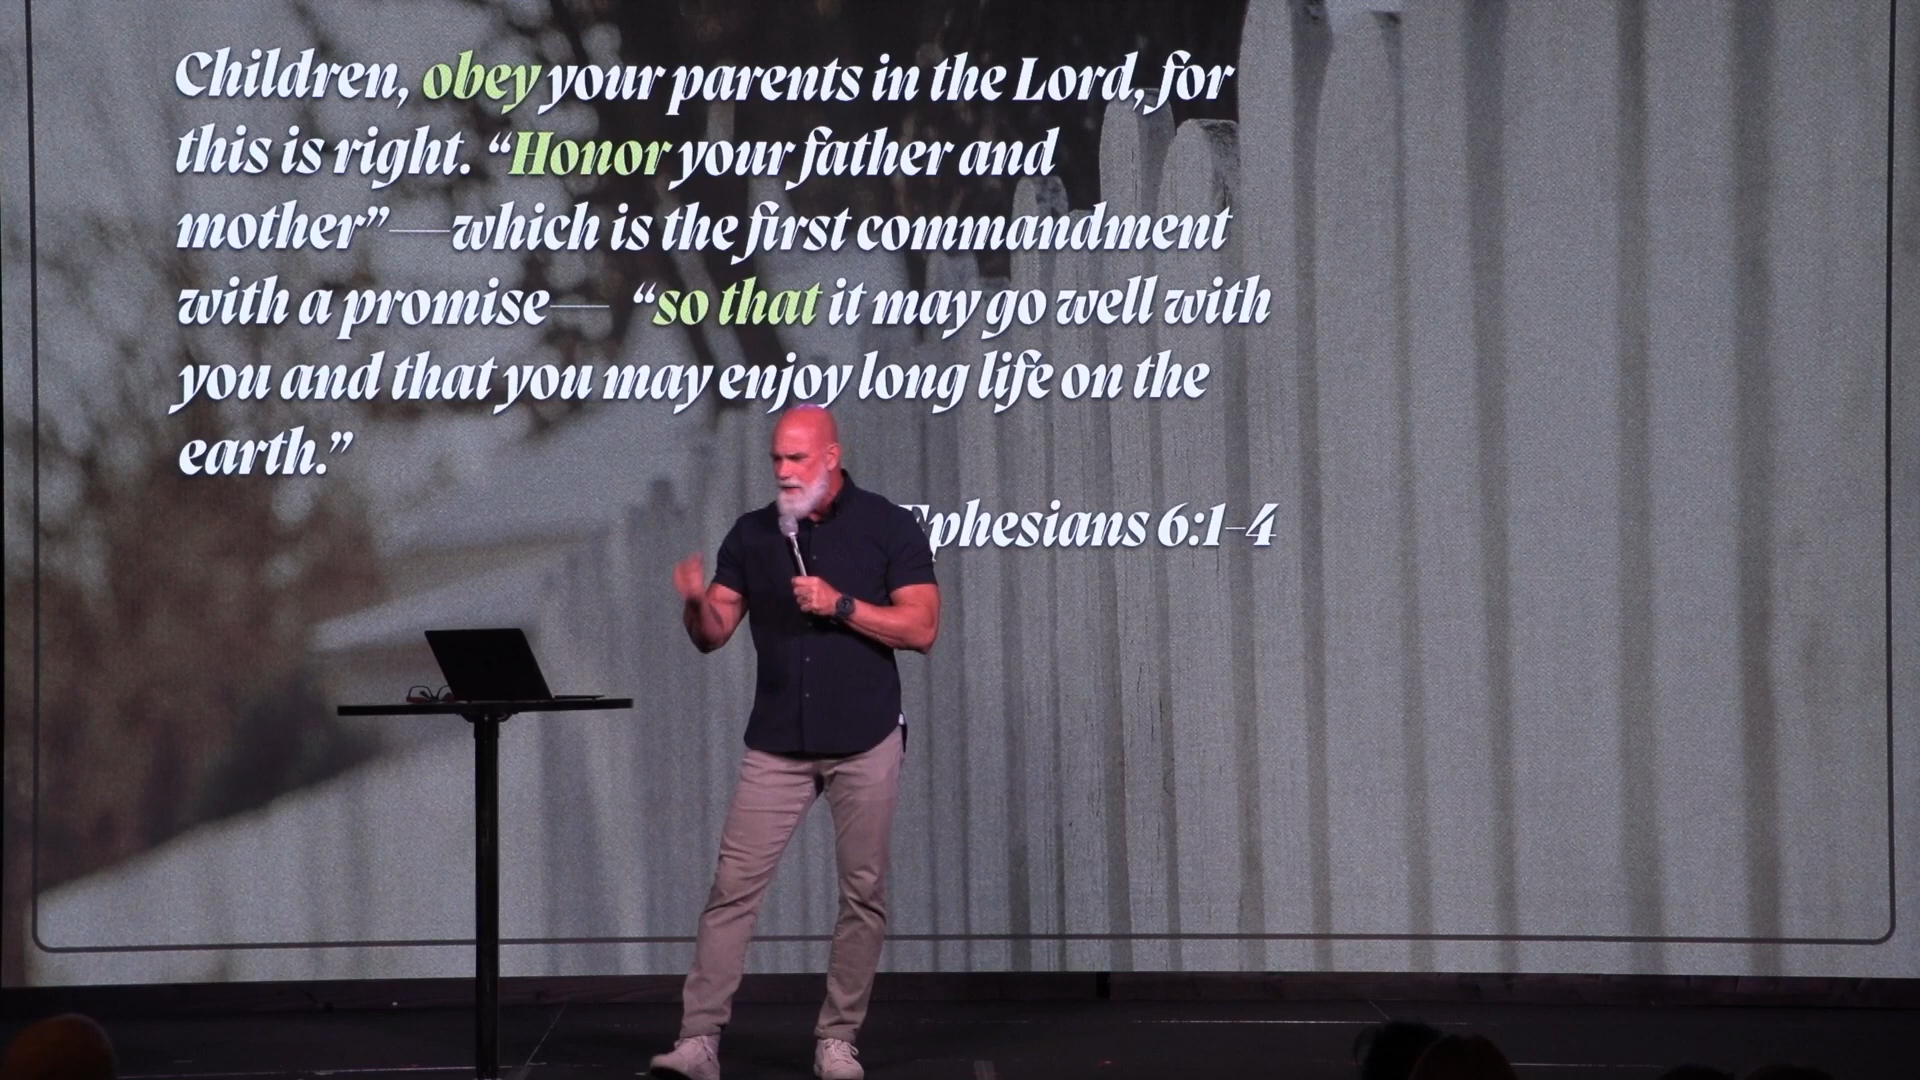 Children, obey your parents in the Lord, for
this is right. “Honor your father and
mother”—which is the first commandment
with a promise— “so that it may go well with
you and that you may enjoy long life on the
earth.”
Ephesians 6:1-4